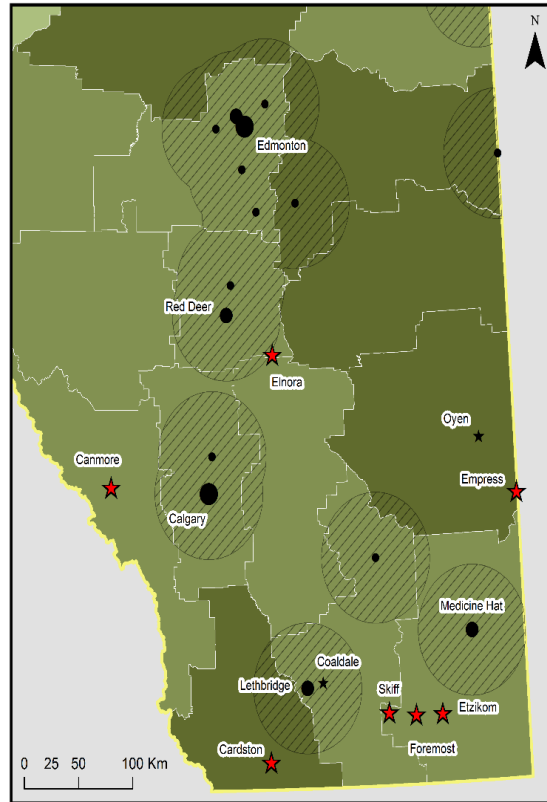 N
Edmonton
Red Deer
Elnora
Oyen
Canmore
Empress
Calgary
Medicine Hat
Coaldale
Lethbridge
Skiff
Etzikom
Foremost
Cardston
0 25 50 100 Km